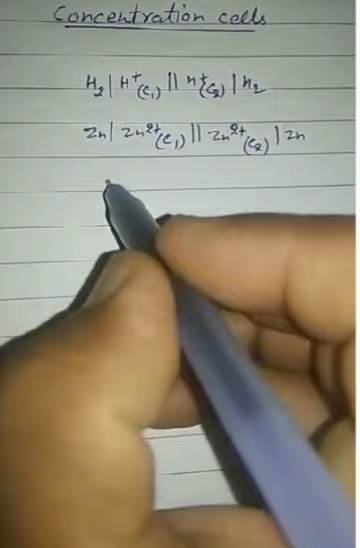 Concentration cells
H₂ | H⁺(c₁) || H⁺(c₂) | H₂
Zn | Zn²⁺(c₁) || Zn²⁺(c₂) | Zn